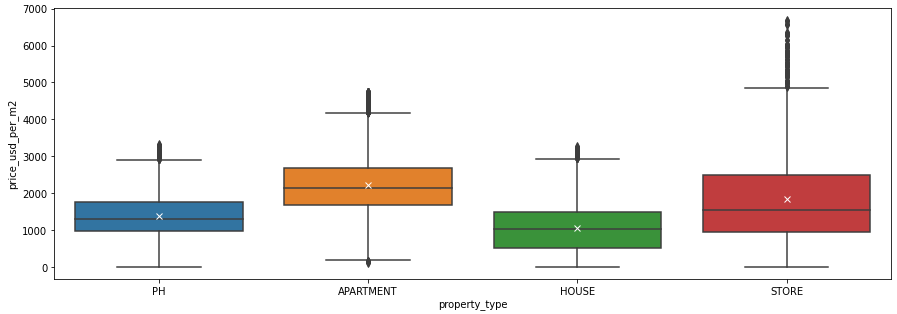 price_usd_per_m2
7000
6000
5000
4000
3000
2000
1000
0
PH
APARTMENT
HOUSE
STORE
property_type